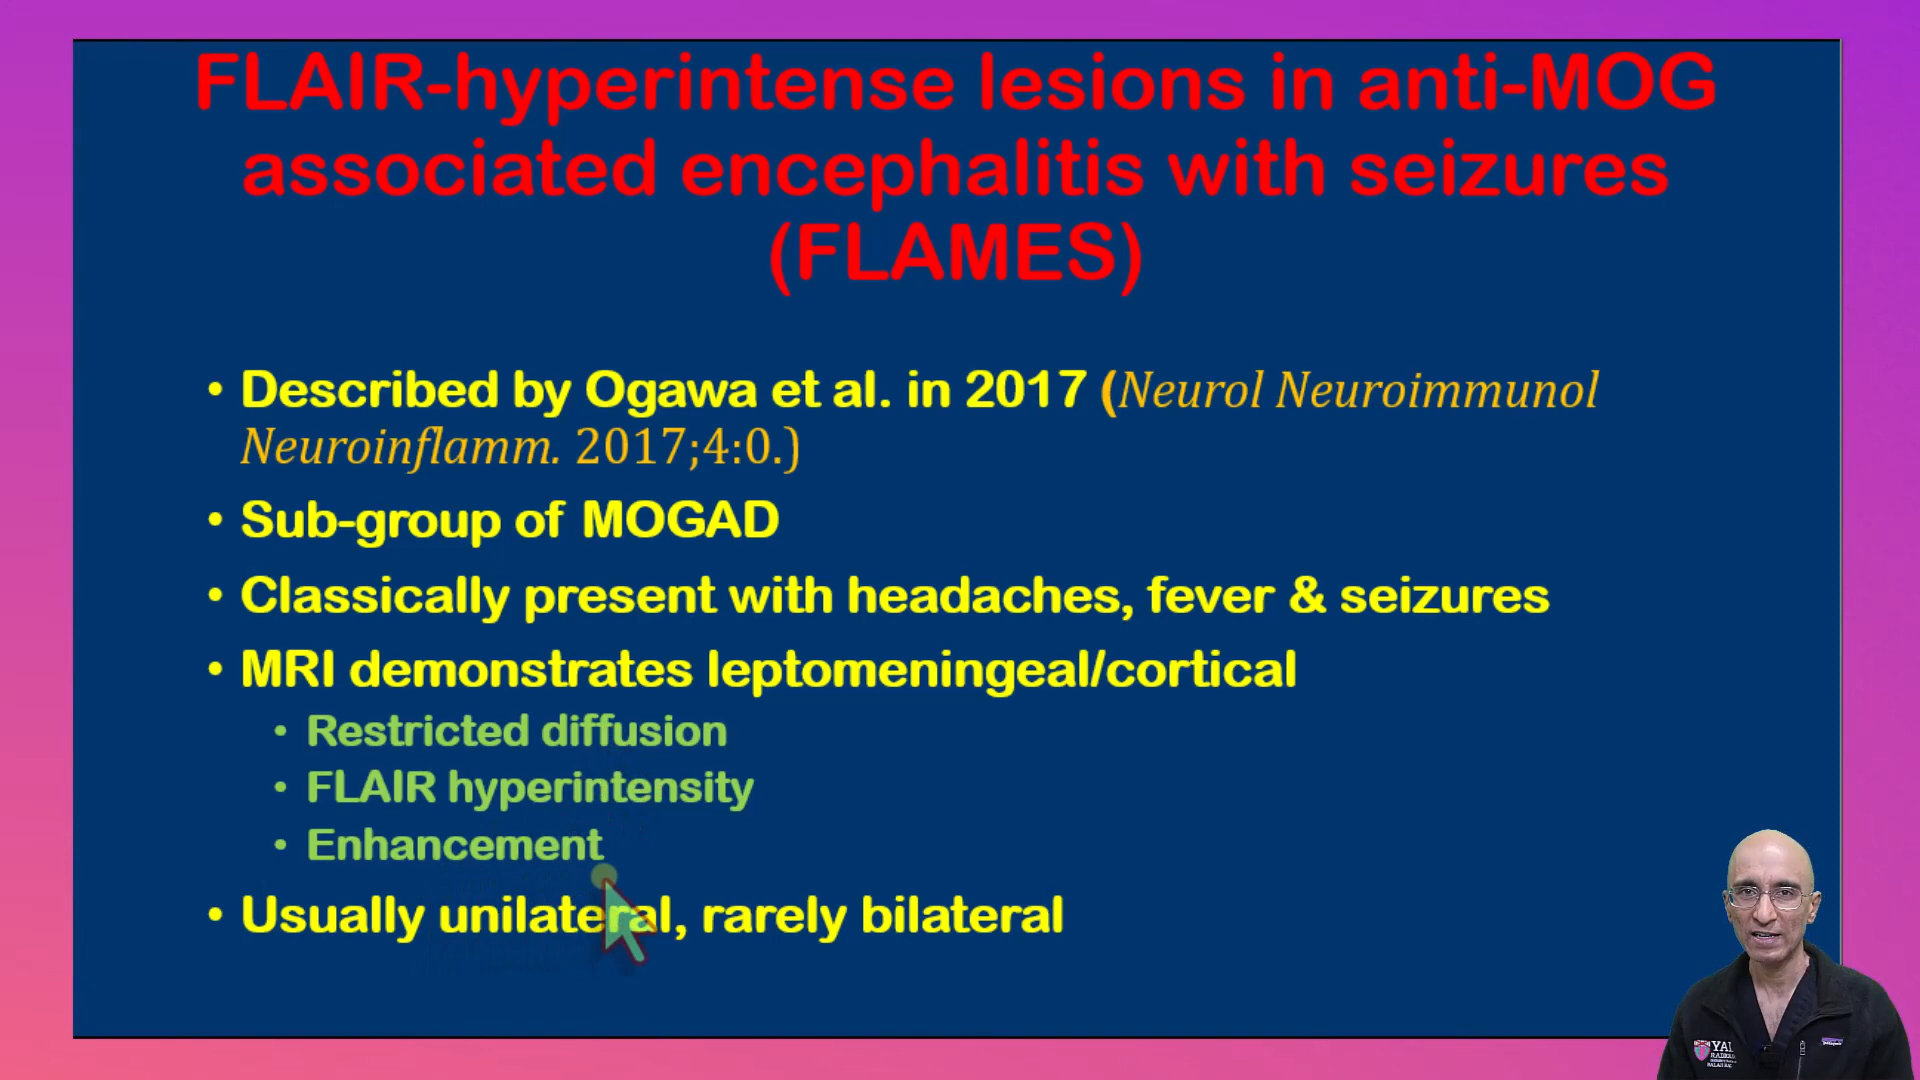 FLAIR-hyperintense lesions in anti-MOG
associated encephalitis with seizures
(FLAMES)
• Described by Ogawa et al. in 2017 (Neurol Neuroimmunol
Neuroinflamm. 2017;4:0.)
• Sub-group of MOGAD
• Classically present with headaches, fever & seizures
• MRI demonstrates leptomeningeal/cortical
• Restricted diffusion
• FLAIR hyperintensity
• Enhancement
• Usually unilateral, rarely bilateral